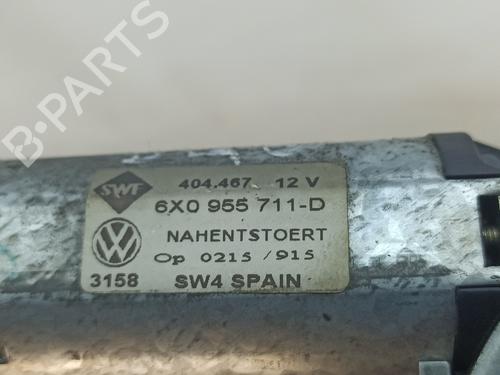 B-PARTS
SWF 404.467 12 V
6X0 955 711-D
NAHENTSTOERT
Op 0215 /915
3158 SW4 SPAIN